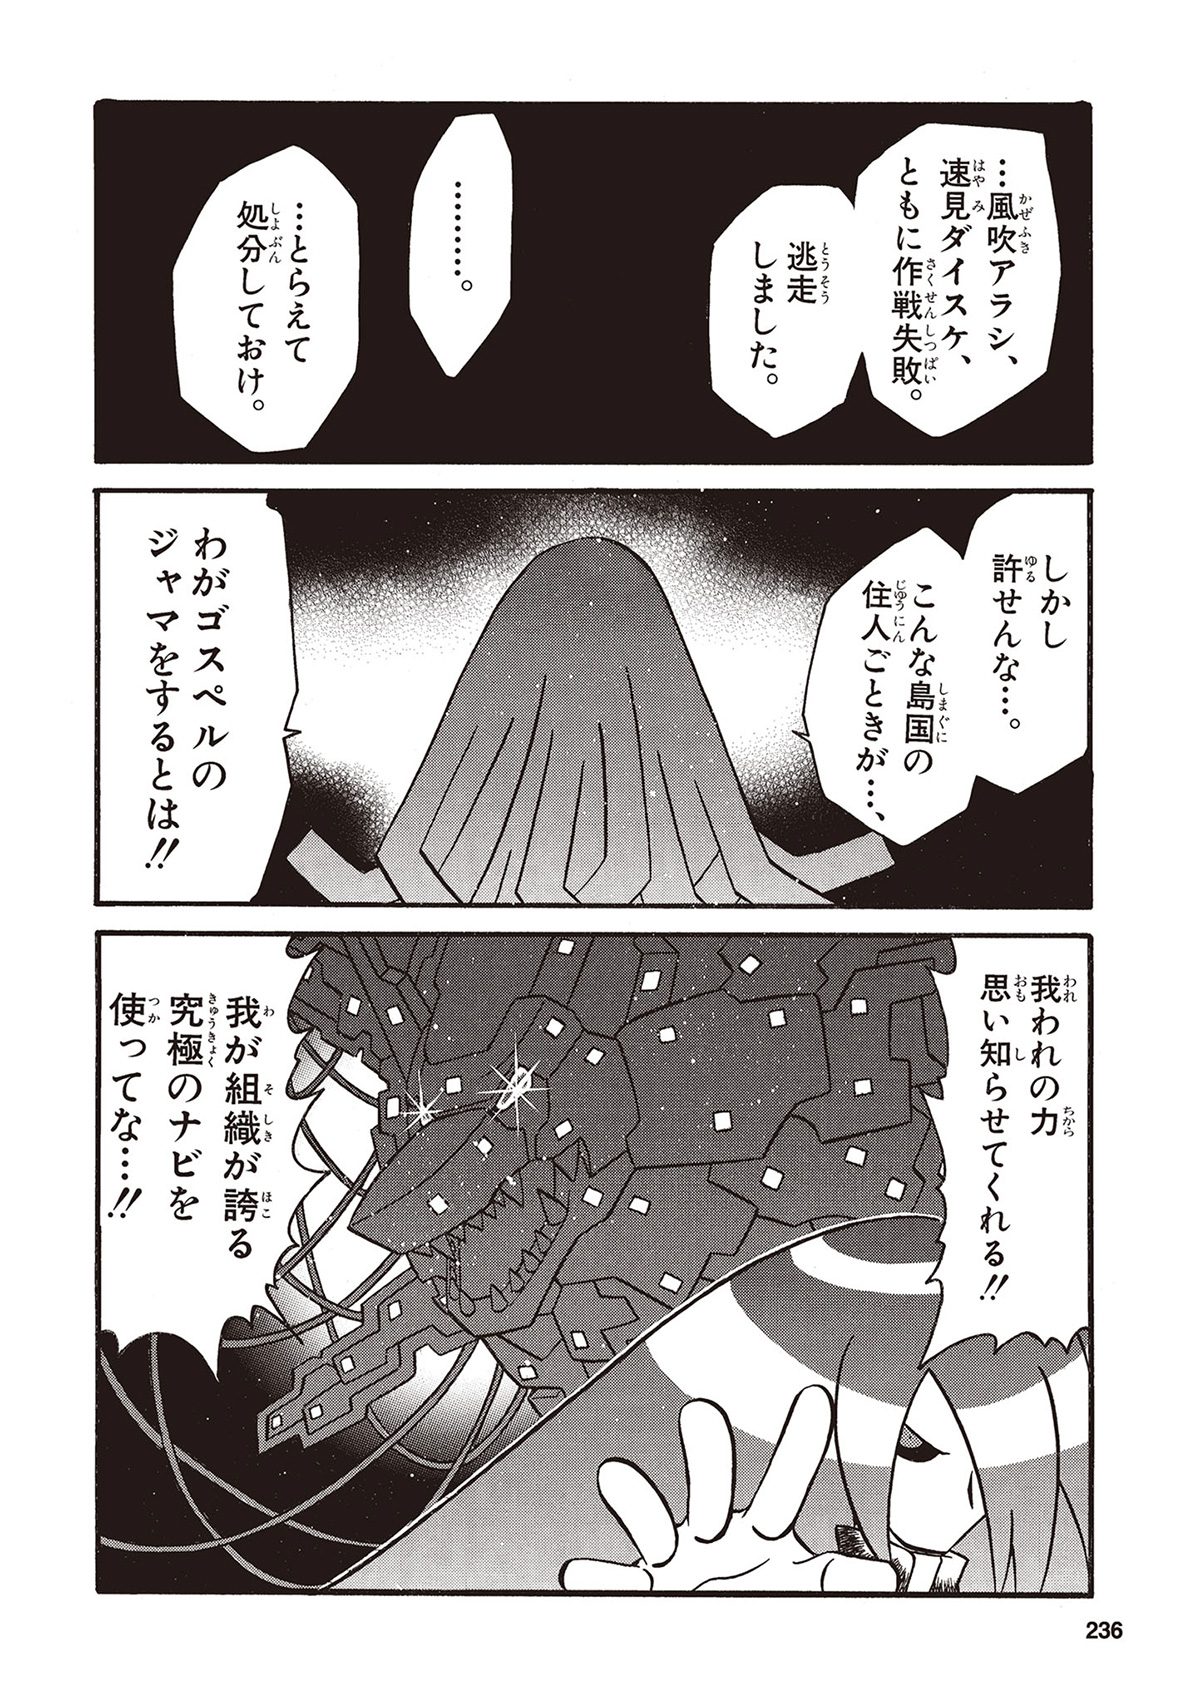 …風吹アラシ、
速見ダイスケ、
ともに作戦失敗。
逃走
しました。
………。
…とらえて
処分しておけ。
しかし
許せんな…。
こんな島国の
住人ごときが…、
わがゴスペルの
ジャマをするとは!!
我われの力
思い知らせてくれる!!
我が組織が誇る
究極のナビを
使ってな…!!
236